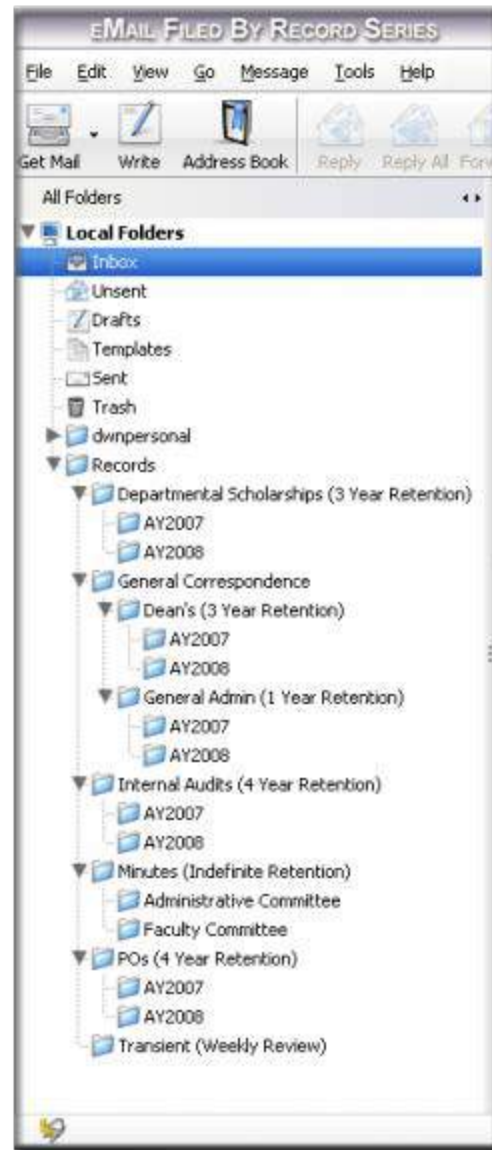 EMAIL FILED BY RECORD SERIES
File Edit View Go Message Tools Help
Get Mail Write Address Book Reply Reply All Forw
All Folders
Local Folders
Inbox
Unsent
Drafts
Templates
Sent
Trash
dwnpersonal
Records
Departmental Scholarships (3 Year Retention)
AY2007
AY2008
General Correspondence
Dean's (3 Year Retention)
AY2007
AY2008
General Admin (1 Year Retention)
AY2007
AY2008
Internal Audits (4 Year Retention)
AY2007
AY2008
Minutes (Indefinite Retention)
Administrative Committee
Faculty Committee
POs (4 Year Retention)
AY2007
AY2008
Transient (Weekly Review)